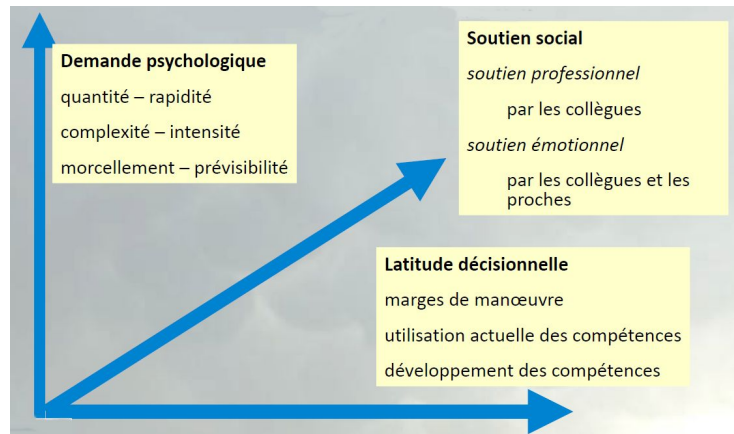 Demande psychologique
quantité – rapidité
complexité – intensité
morcellement – prévisibilité
Soutien social
soutien professionnel
par les collègues
soutien émotionnel
par les collègues et les
proches
Latitude décisionnelle
marges de manœuvre
utilisation actuelle des compétences
développement des compétences